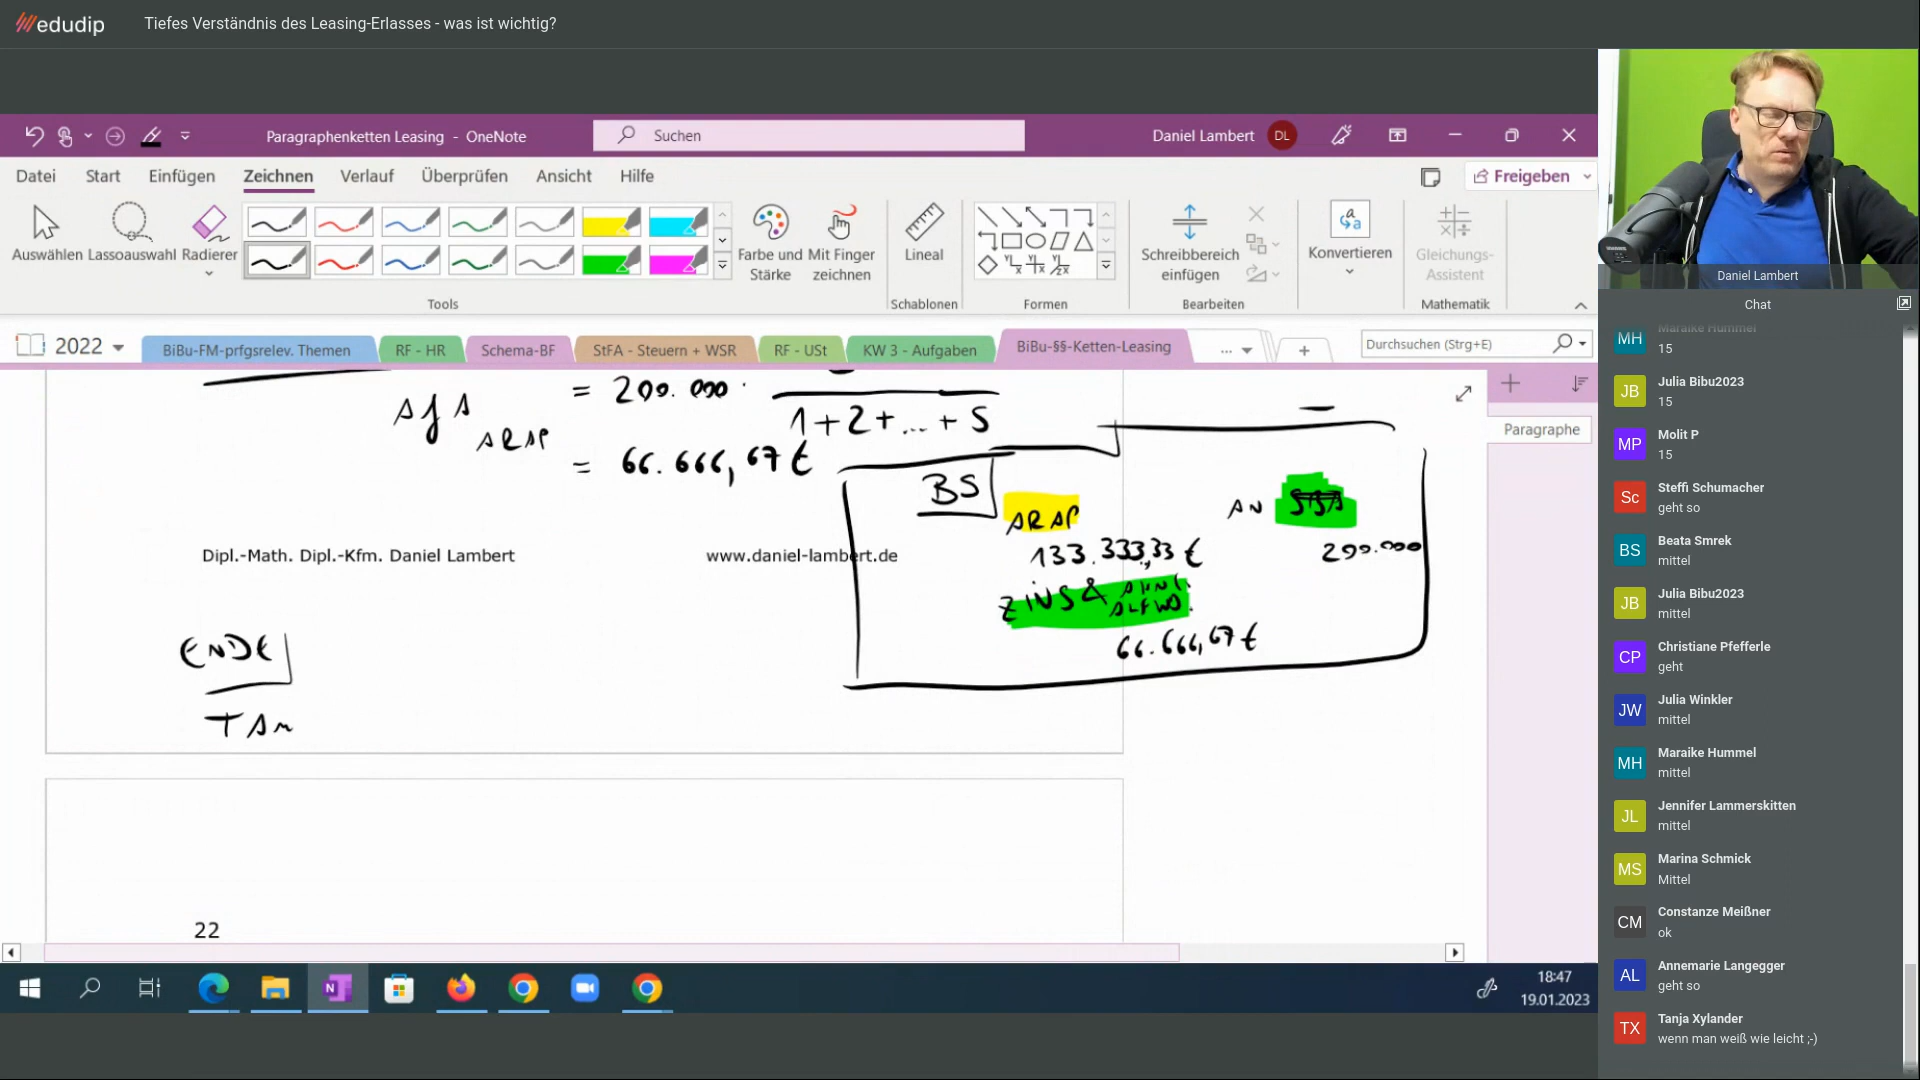 edudip
Tiefes Verständnis des Leasing-Erlasses - was ist wichtig?
Paragraphenketten Leasing - OneNote
Suchen
Daniel Lambert
DL
Datei
Start
Einfügen
Zeichnen
Verlauf
Überprüfen
Ansicht
Hilfe
Freigeben
Auswählen
Lassoauswahl
Radierer
Farbe und Stärke
Mit Finger zeichnen
Lineal
Schreibbereich einfügen
Konvertieren
Gleichungs-Assistent
Tools
Schablonen
Formen
Bearbeiten
Mathematik
2022
BiBu-FM-prfgsrelev. Themen
RF - HR
Schema-BF
StFA - Steuern + WSR
RF - USt
KW 3 - Aufgaben
BiBu-§§-Ketten-Leasing
...
Durchsuchen (Strg+E)
Paragraphe
= 200.000 ·
1+2+...+5
AfA ARAP
= 66.666,67 €
BS
ARAP
AN
133.333,33 €
200.000
Zins &
66.666,67 €
Dipl.-Math. Dipl.-Kfm. Daniel Lambert
www.daniel-lambert.de
ENDE
22
18:47
19.01.2023
Daniel Lambert
Chat
MH
Maraike Hummel
15
JB
Julia Bibu2023
15
MP
Molit P
15
Sc
Steffi Schumacher
geht so
BS
Beata Smrek
mittel
JB
Julia Bibu2023
mittel
CP
Christiane Pfefferle
geht
JW
Julia Winkler
mittel
MH
Maraike Hummel
mittel
JL
Jennifer Lammerskitten
mittel
MS
Marina Schmick
Mittel
CM
Constanze Meißner
ok
AL
Annemarie Langegger
geht so
TX
Tanja Xylander
wenn man weiß wie leicht ;-)